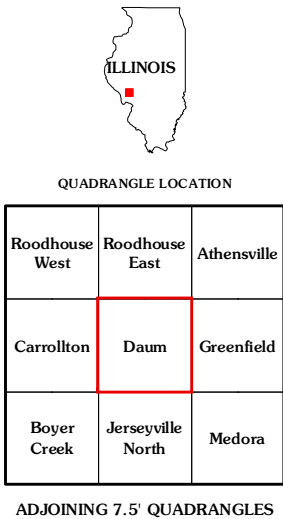 ILLINOIS
QUADRANGLE LOCATION
Roodhouse
West
Roodhouse
East
Athensville
Carrollton
Daum
Greenfield
Boyer
Creek
Jerseyville
North
Medora
ADJOINING 7.5' QUADRANGLES